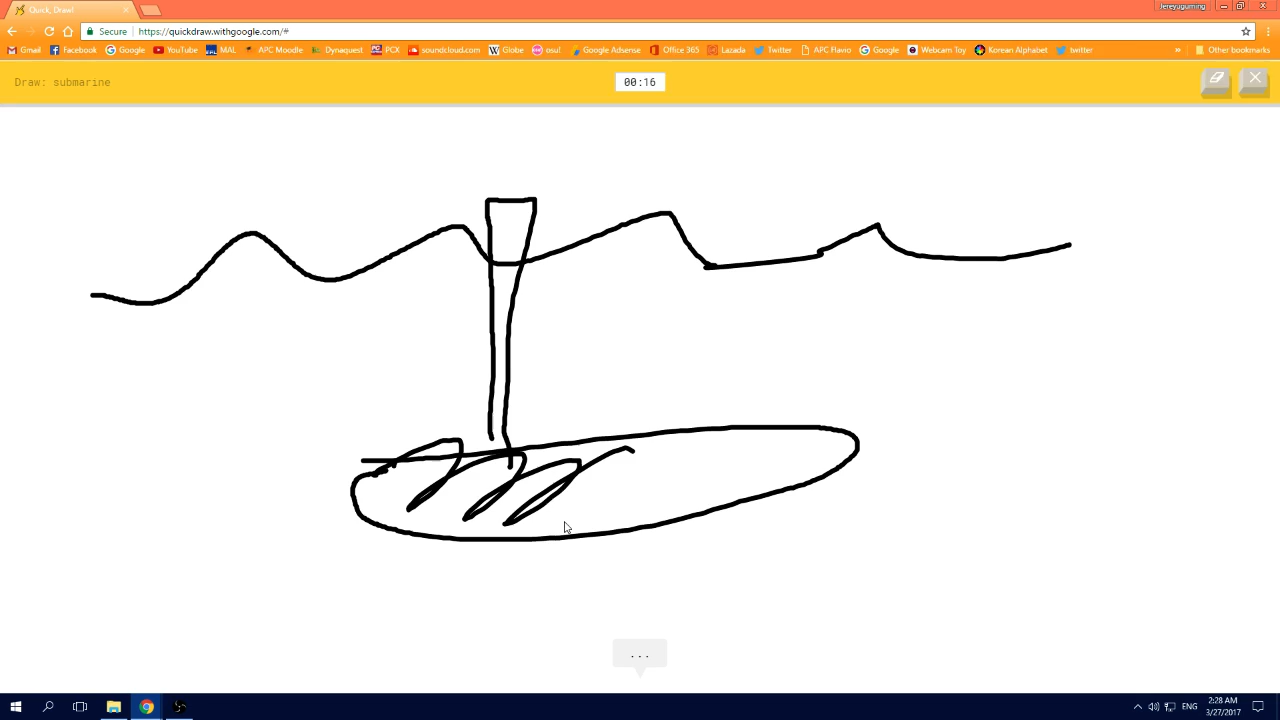 Quick, Draw!
Jereyguming
Secure https://quickdraw.withgoogle.com/#
Gmail Facebook Google YouTube MAL APC Moodle Dynaquest PCX soundcloud.com Globe osu! Google Adsense Office 365 Lazada Twitter APC Flavio Google Webcam Toy Korean Alphabet twitter » Other bookmarks
Draw: submarine
00:16
...
ENG
2:28 AM
3/27/2017